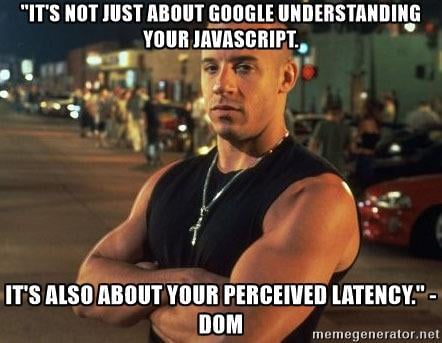 "IT'S NOT JUST ABOUT GOOGLE UNDERSTANDING
YOUR JAVASCRIPT.
IT'S ALSO ABOUT YOUR PERCEIVED LATENCY." -
DOM
memegenerator.net